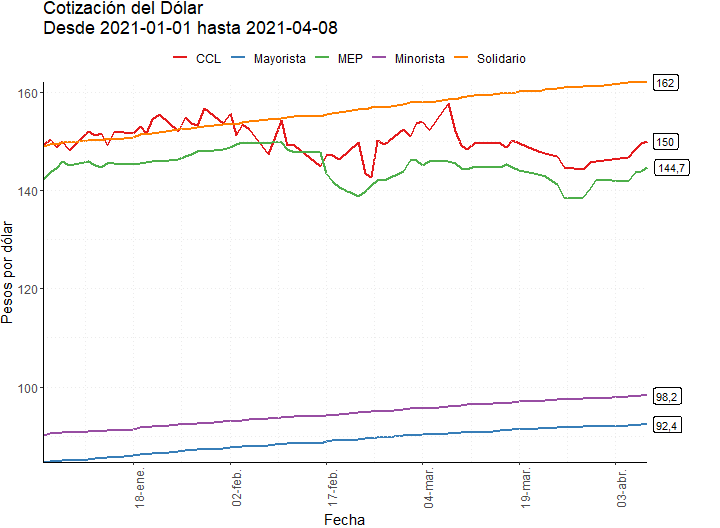 Cotización del Dólar
Desde 2021-01-01 hasta 2021-04-08
CCL Mayorista MEP Minorista Solidario
Pesos por dólar
160
140
120
100
162
150
144,7
98,2
92,4
18-ene.
02-feb.
17-feb.
04-mar.
19-mar.
03-abr.
Fecha